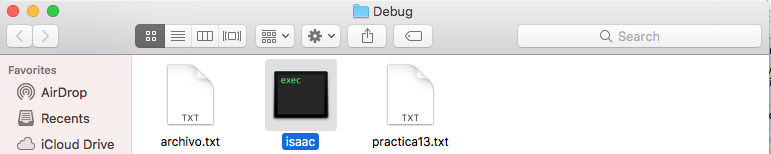 Debug
Search
Favorites
AirDrop
Recents
iCloud Drive
TXT
exec
TXT
archivo.txt
isaac
practica13.txt